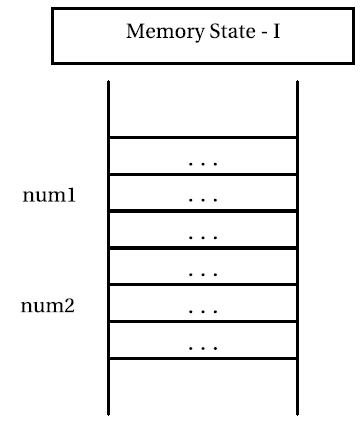 Memory State - I
. . .
num1 . . .
. . .
. . .
num2 . . .
. . .